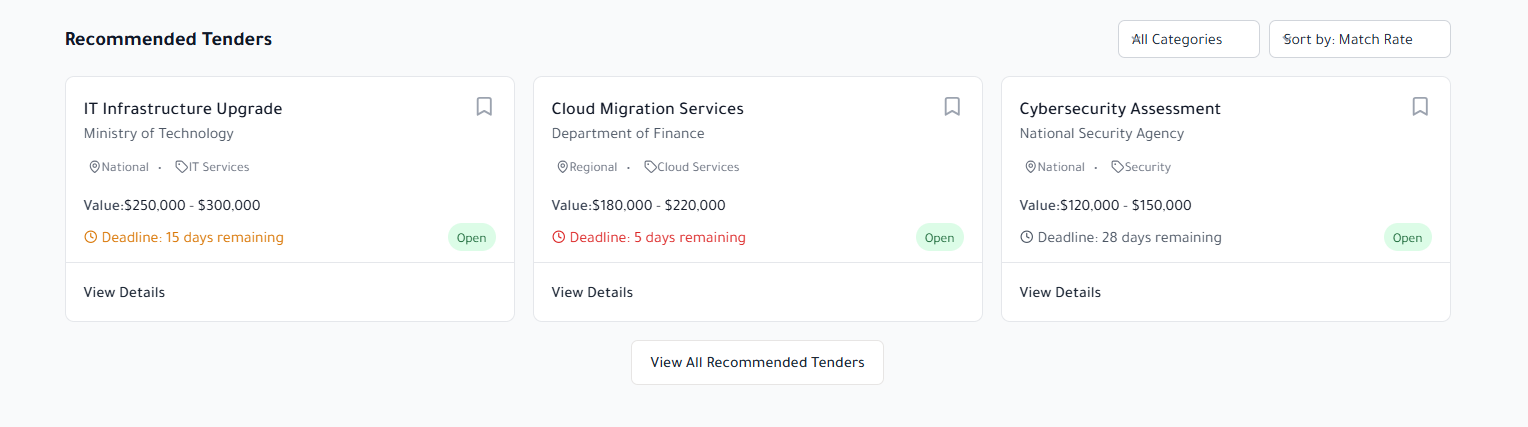 Recommended Tenders
All Categories
Sort by: Match Rate
IT Infrastructure Upgrade
Ministry of Technology
National • IT Services
Value:$250,000 - $300,000
Deadline: 15 days remaining
Open
View Details
Cloud Migration Services
Department of Finance
Regional • Cloud Services
Value:$180,000 - $220,000
Deadline: 5 days remaining
Open
View Details
Cybersecurity Assessment
National Security Agency
National • Security
Value:$120,000 - $150,000
Deadline: 28 days remaining
Open
View Details
View All Recommended Tenders